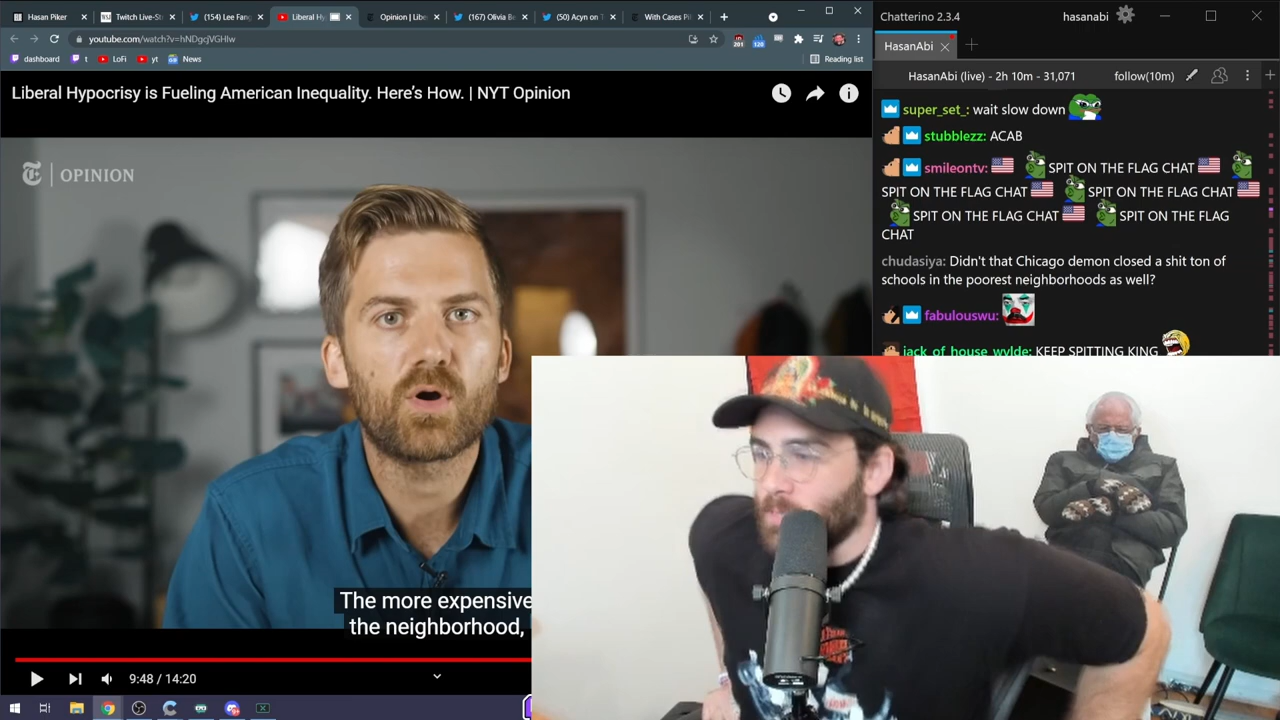 Hasan Piker
Twitch Live-Str
(154) Lee Fang
Liberal Hy
Opinion | Libe
(167) Olivia Be
(50) Acyn on T
With Cases Pi
youtube.com/watch?v=hNDgcjVGHIw
201
120
dashboard
t
LoFi
yt
News
Reading list
Liberal Hypocrisy is Fueling American Inequality. Here's How. | NYT Opinion
OPINION
The more expensive
the neighborhood,
9:48 / 14:20
Chatterino 2.3.4
hasanabi
HasanAbi
HasanAbi (live) - 2h 10m - 31,071
follow(10m)
super_set_: wait slow down
stubblezz: ACAB
smileontv: SPIT ON THE FLAG CHAT
SPIT ON THE FLAG CHAT SPIT ON THE FLAG CHAT
SPIT ON THE FLAG CHAT SPIT ON THE FLAG
CHAT
chudasiya: Didn't that Chicago demon closed a shit ton of
schools in the poorest neighborhoods as well?
fabulouswu:
jack_of_house_wylde: KEEP SPITTING KING